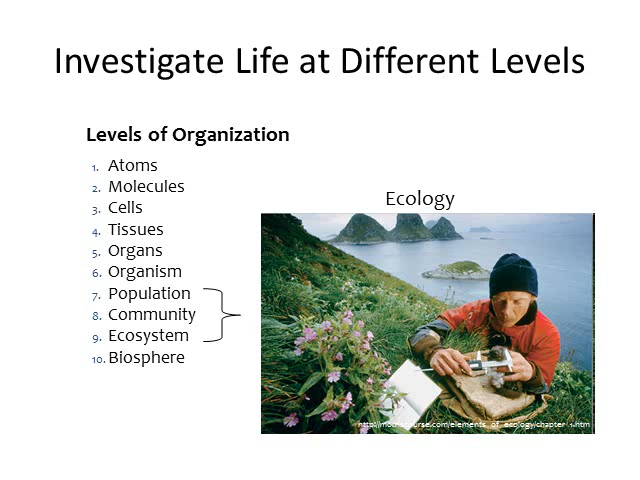 Investigate Life at Different Levels
Levels of Organization
1. Atoms
2. Molecules
3. Cells
4. Tissues
5. Organs
6. Organism
7. Population
8. Community
9. Ecosystem
10. Biosphere
Ecology